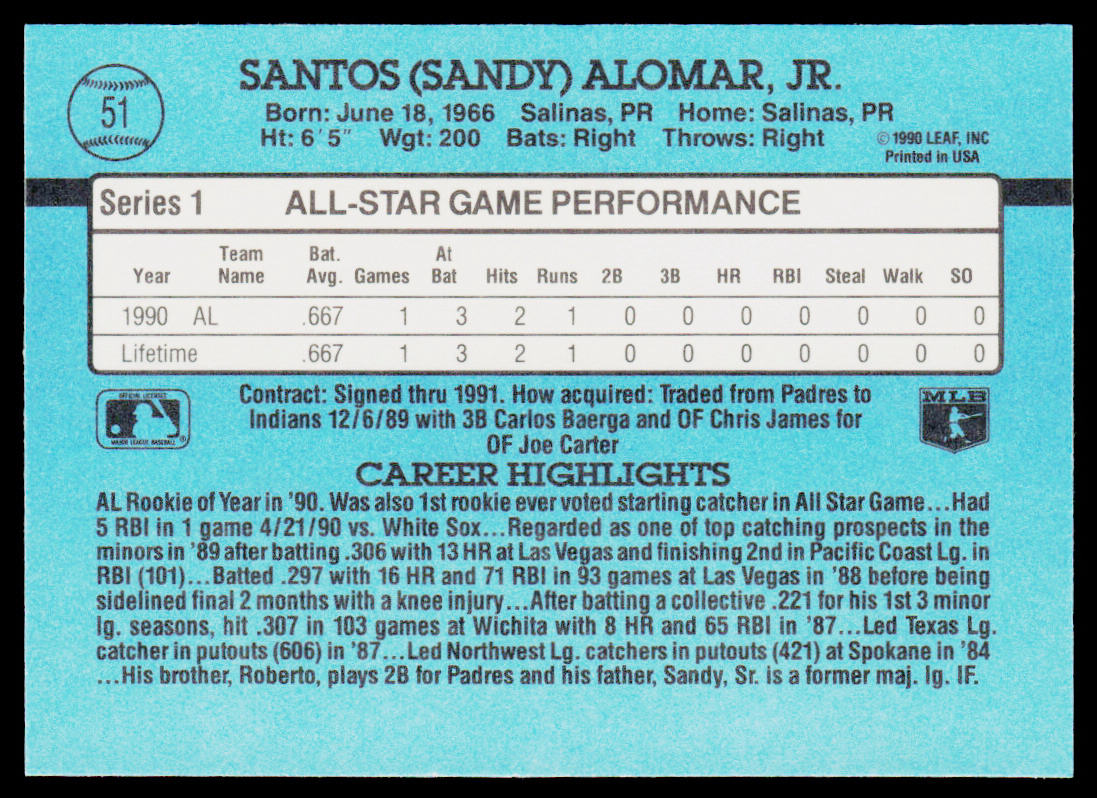 51
SANTOS (SANDY) ALOMAR, JR.
Born: June 18, 1966 Salinas, PR Home: Salinas, PR
Ht: 6′5″ Wgt: 200 Bats: Right Throws: Right
© 1990 LEAF, INC
Printed in USA
Series 1 ALL-STAR GAME PERFORMANCE
Year Team Name Bat. Avg. Games At Bat Hits Runs 2B 3B HR RBI Steal Walk SO
1990 AL .667 1 3 2 1 0 0 0 0 0 0 0
Lifetime .667 1 3 2 1 0 0 0 0 0 0 0
OFFICIAL LICENSEE
MAJOR LEAGUE BASEBALL ®
Contract: Signed thru 1991. How acquired: Traded from Padres to
Indians 12/6/89 with 3B Carlos Baerga and OF Chris James for
OF Joe Carter
MLB
CAREER HIGHLIGHTS
AL Rookie of Year in '90. Was also 1st rookie ever voted starting catcher in All Star Game...Had
5 RBI in 1 game 4/21/90 vs. White Sox...Regarded as one of top catching prospects in the
minors in '89 after batting .306 with 13 HR at Las Vegas and finishing 2nd in Pacific Coast Lg. in
RBI (101)...Batted .297 with 16 HR and 71 RBI in 93 games at Las Vegas in '88 before being
sidelined final 2 months with a knee injury...After batting a collective .221 for his 1st 3 minor
lg. seasons, hit .307 in 103 games at Wichita with 8 HR and 65 RBI in '87...Led Texas Lg.
catcher in putouts (606) in '87...Led Northwest Lg. catchers in putouts (421) at Spokane in '84
...His brother, Roberto, plays 2B for Padres and his father, Sandy, Sr. is a former maj. lg. IF.